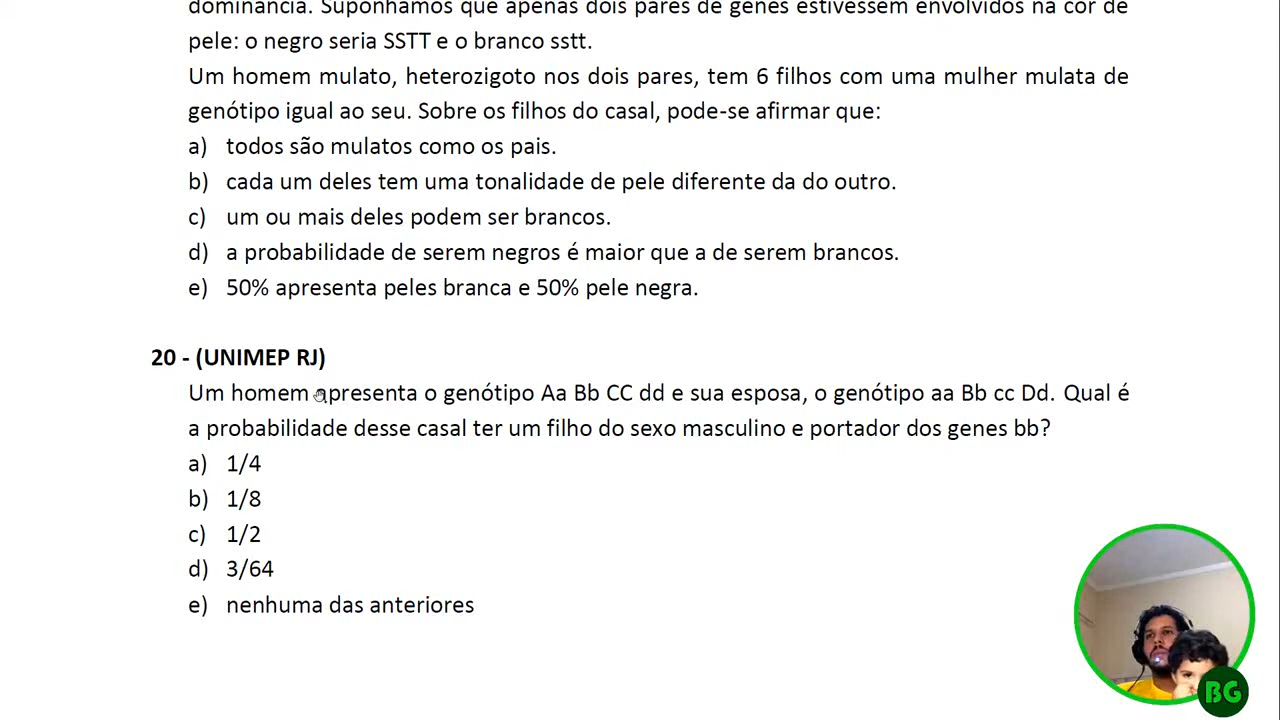 dominância. Suponhamos que apenas dois pares de genes estivessem envolvidos na cor de
pele: o negro seria SSTT e o branco sstt.
Um homem mulato, heterozigoto nos dois pares, tem 6 filhos com uma mulher mulata de
genótipo igual ao seu. Sobre os filhos do casal, pode-se afirmar que:
a) todos são mulatos como os pais.
b) cada um deles tem uma tonalidade de pele diferente da do outro.
c) um ou mais deles podem ser brancos.
d) a probabilidade de serem negros é maior que a de serem brancos.
e) 50% apresenta peles branca e 50% pele negra.
20 - (UNIMEP RJ)
Um homem apresenta o genótipo Aa Bb CC dd e sua esposa, o genótipo aa Bb cc Dd. Qual é
a probabilidade desse casal ter um filho do sexo masculino e portador dos genes bb?
a) 1/4
b) 1/8
c) 1/2
d) 3/64
e) nenhuma das anteriores
BG